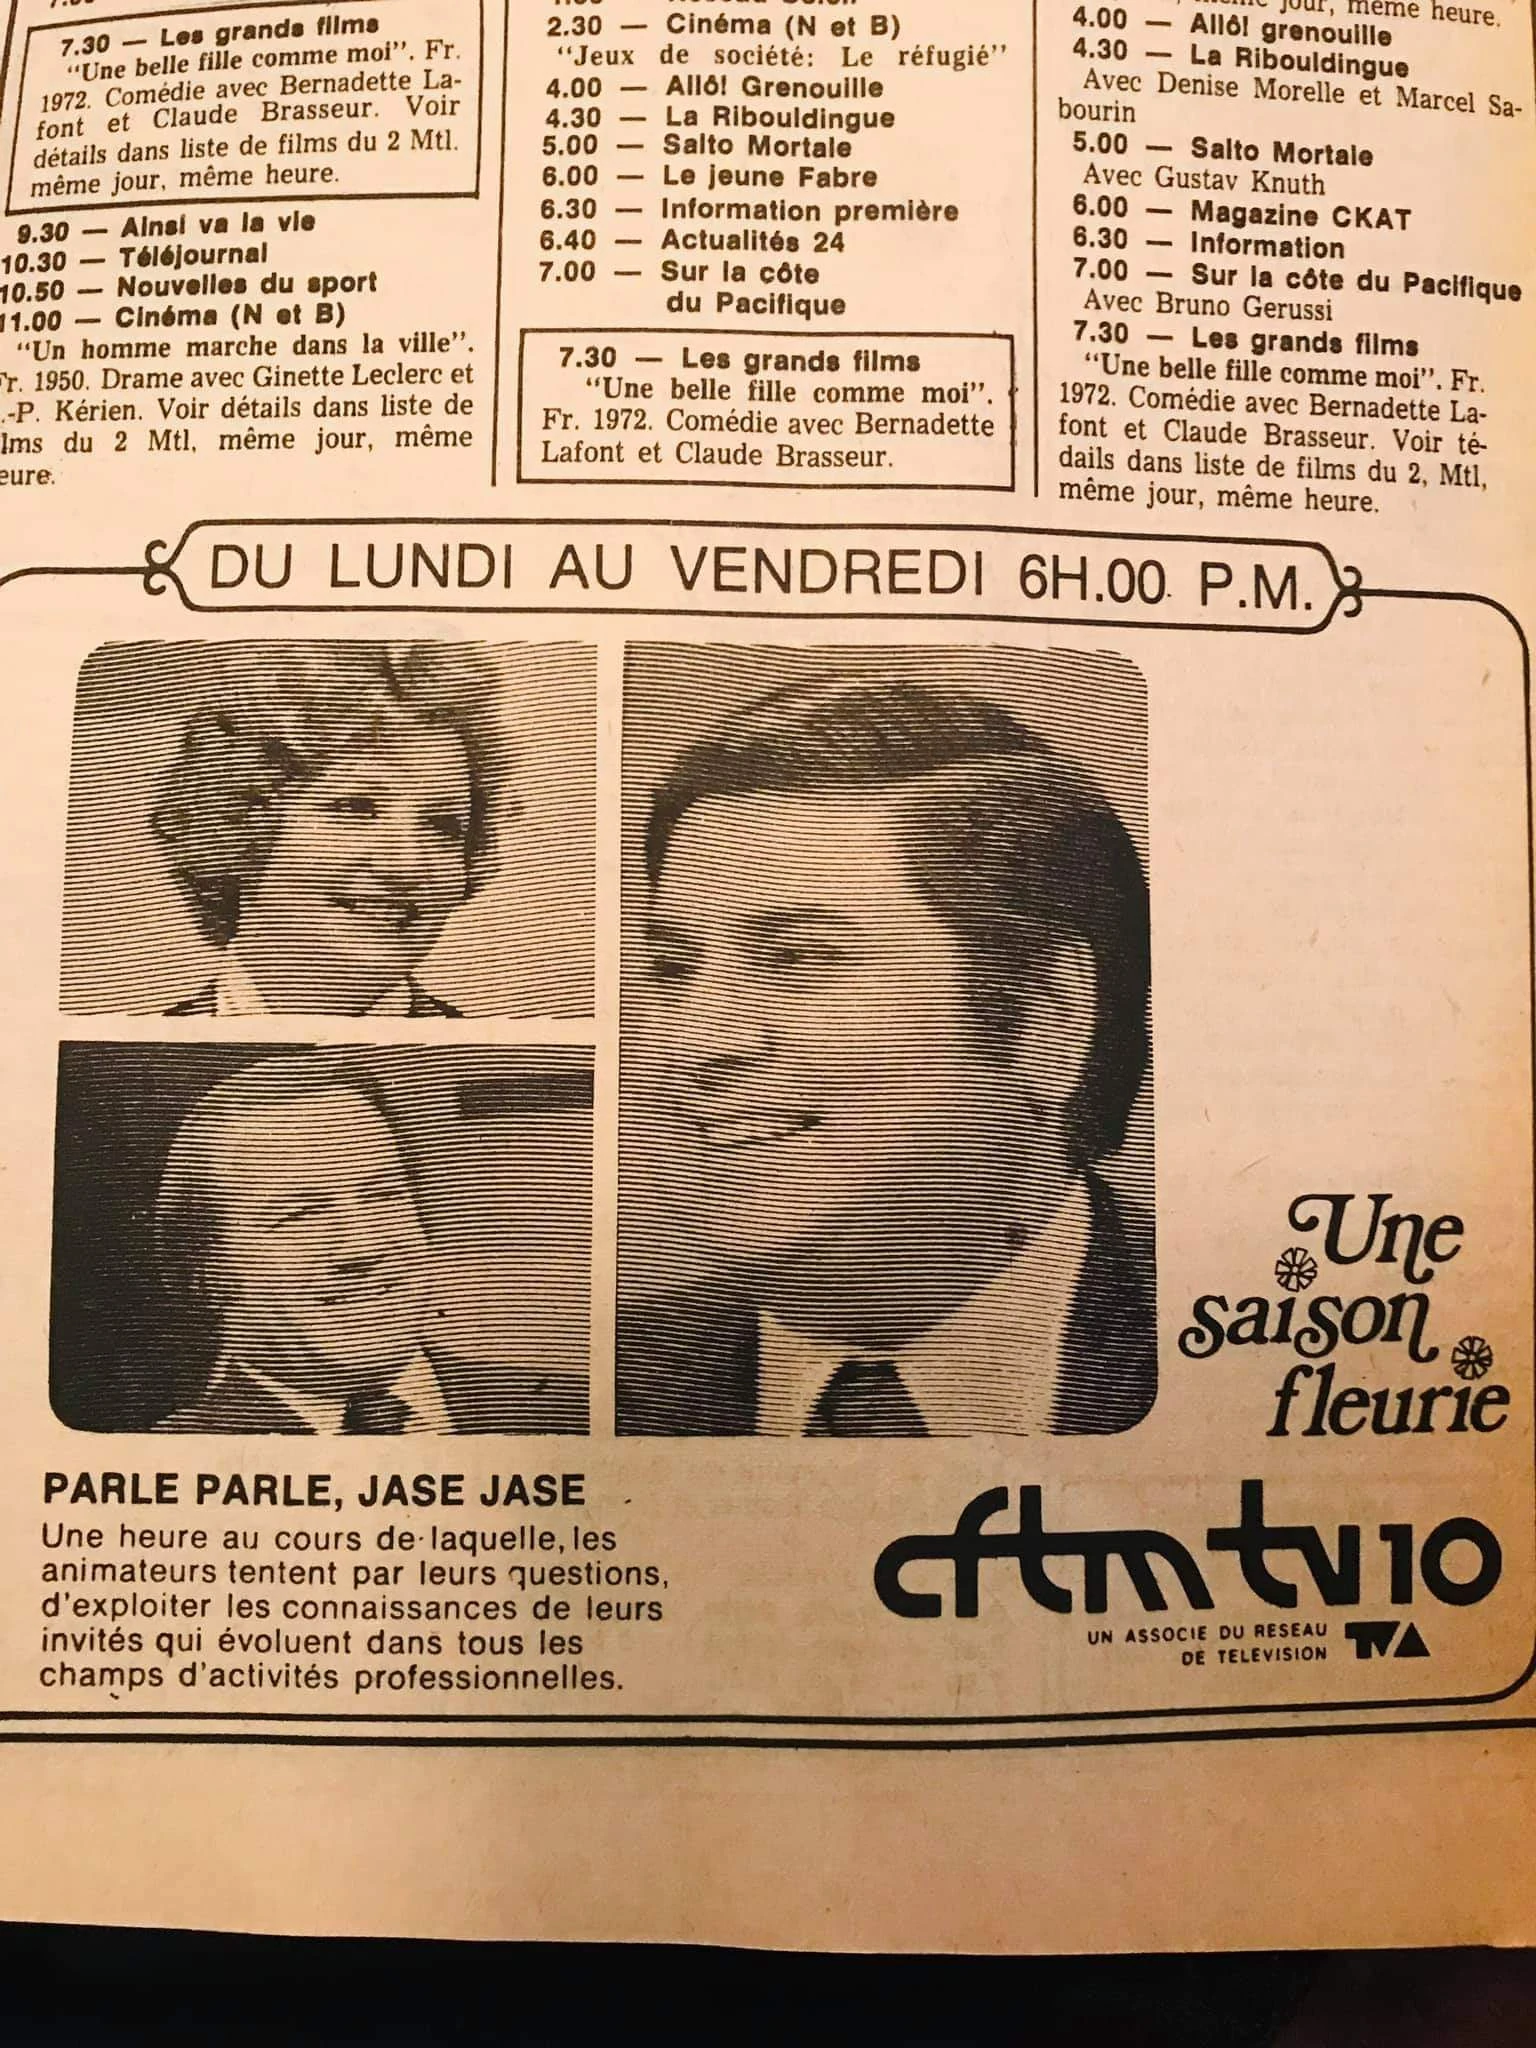 7.30 — Les grands films
"Une belle fille comme moi". Fr.
1972. Comédie avec Bernadette La-
font et Claude Brasseur. Voir
détails dans liste de films du 2 Mtl.
même jour, même heure.
9.30 — Ainsi va la vie
10.30 — Téléjournal
10.50 — Nouvelles du sport
11.00 — Cinéma (N et B)
"Un homme marche dans la ville".
Fr. 1950. Drame avec Ginette Leclerc et
.-P. Kérien. Voir détails dans liste de
lms du 2 Mtl, même jour, même
eure.
2.30 — Cinéma (N et B)
"Jeux de société: Le réfugié"
4.00 — Allô! Grenouille
4.30 — La Ribouldingue
5.00 — Salto Mortale
6.00 — Le jeune Fabre
6.30 — Information première
6.40 — Actualités 24
7.00 — Sur la côte
du Pacifique
7.30 — Les grands films
"Une belle fille comme moi".
Fr. 1972. Comédie avec Bernadette
Lafont et Claude Brasseur.
jour, même heure.
4.00 — Allô! grenouille
4.30 — La Ribouldingue
Avec Denise Morelle et Marcel Sa-
bourin
5.00 — Salto Mortale
Avec Gustav Knuth
6.00 — Magazine CKAT
6.30 — Information
7.00 — Sur la côte du Pacifique
Avec Bruno Gerussi
7.30 — Les grands films
"Une belle fille comme moi". Fr.
1972. Comédie avec Bernadette La-
font et Claude Brasseur. Voir té-
dails dans liste de films du 2, Mtl,
même jour, même heure.
DU LUNDI AU VENDREDI 6H.00 P.M.
Une
saison
fleurie
PARLE PARLE, JASE JASE
Une heure au cours de laquelle, les
animateurs tentent par leurs questions,
d'exploiter les connaissances de leurs
invités qui évoluent dans tous les
champs d'activités professionnelles.
cftm tv 10
UN ASSOCIE DU RESEAU
DE TELEVISION TVA